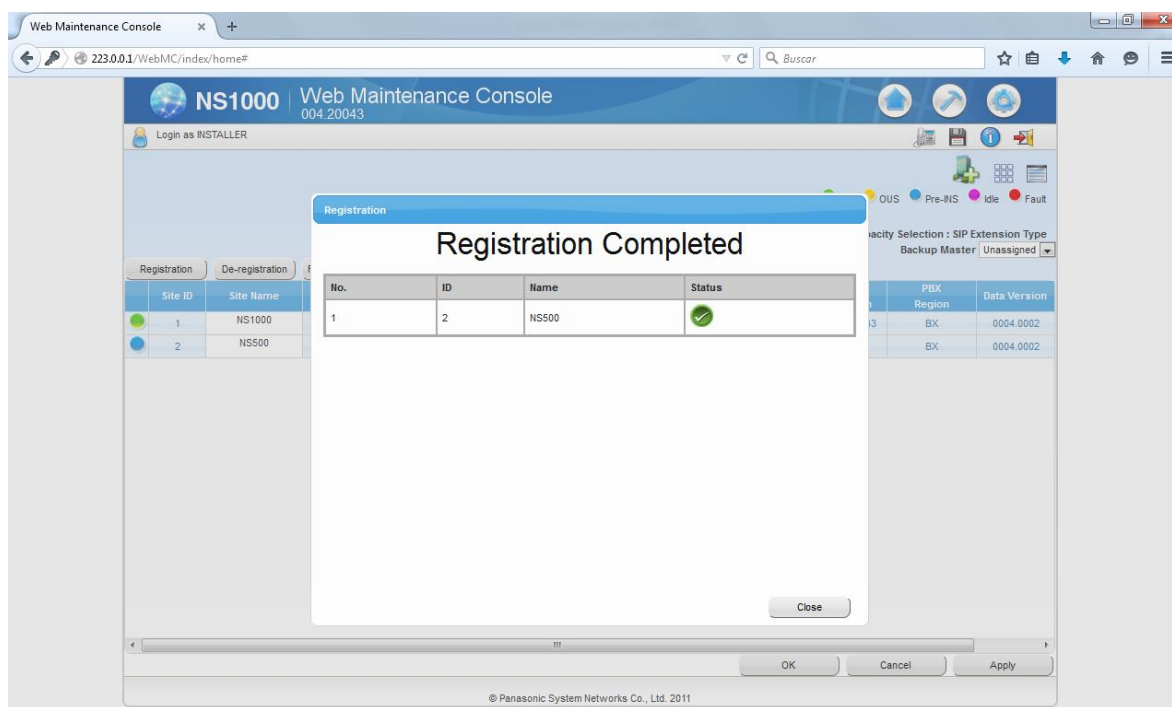 Web Maintenance Console
223.0.0.1/WebMC/index/home#
Buscar
NS1000
Web Maintenance Console
004.20043
Login as INSTALLER
OUS Pre-INS Idle Fault
Selection : SIP Extension Type
Backup Master Unassigned
Registration De-registration
Site ID Site Name PBX Region Data Version
1 NS1000 BX 0004.0002
2 NS500 BX 0004.0002
Registration
Registration Completed
No. ID Name Status
1 2 NS500
Close
OK Cancel Apply
© Panasonic System Networks Co., Ltd. 2011